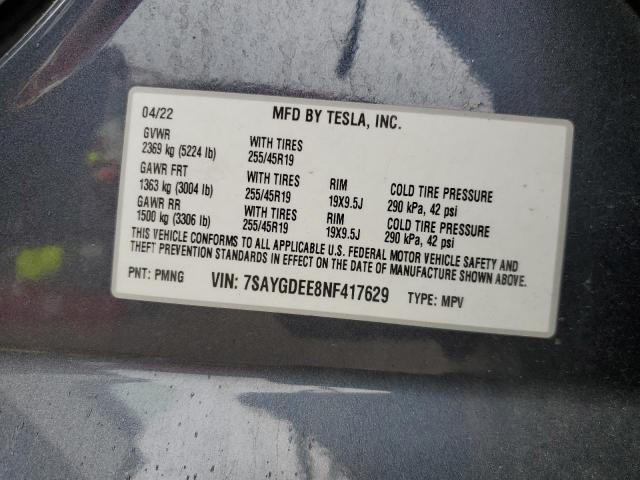 04/22 MFD BY TESLA, INC.
GVWR WITH TIRES
2369 kg (5224 lb) 255/45R19
GAWR FRT WITH TIRES RIM COLD TIRE PRESSURE
1363 kg (3004 lb) 255/45R19 19X9.5J 290 kPa, 42 psi
GAWR RR WITH TIRES RIM COLD TIRE PRESSURE
1500 kg (3306 lb) 255/45R19 19X9.5J 290 kPa, 42 psi
THIS VEHICLE CONFORMS TO ALL APPLICABLE U.S. FEDERAL MOTOR VEHICLE SAFETY AND
THEFT PREVENTION STANDARDS IN EFFECT ON THE DATE OF MANUFACTURE SHOWN ABOVE.
PNT: PMNG VIN: 7SAYGDEE8NF417629 TYPE: MPV